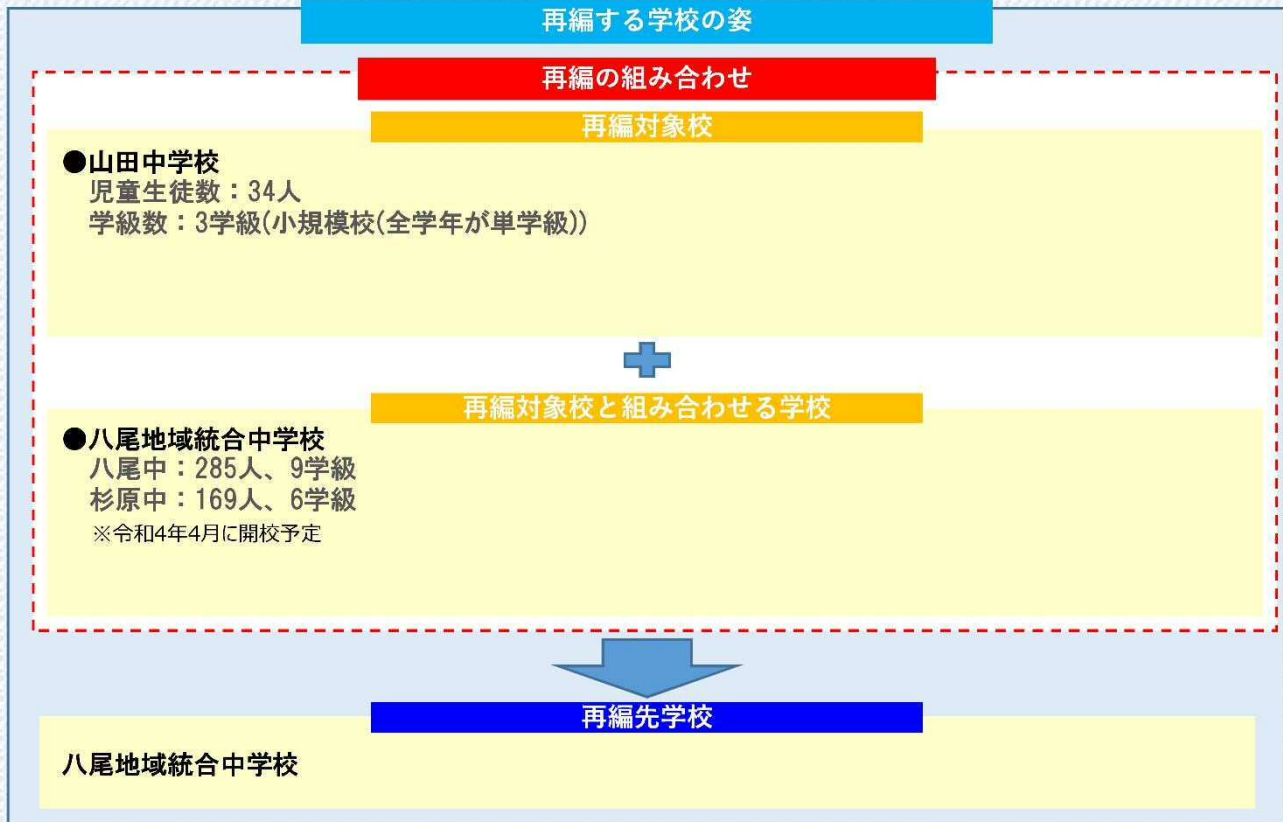 再編する学校の姿
再編の組み合わせ
再編対象校
●山田中学校
児童生徒数：34人
学級数：3学級(小規模校(全学年が単学級))
再編対象校と組み合わせる学校
●八尾地域統合中学校
八尾中：285人、9学級
杉原中：169人、6学級
※令和4年4月に開校予定
再編先学校
八尾地域統合中学校